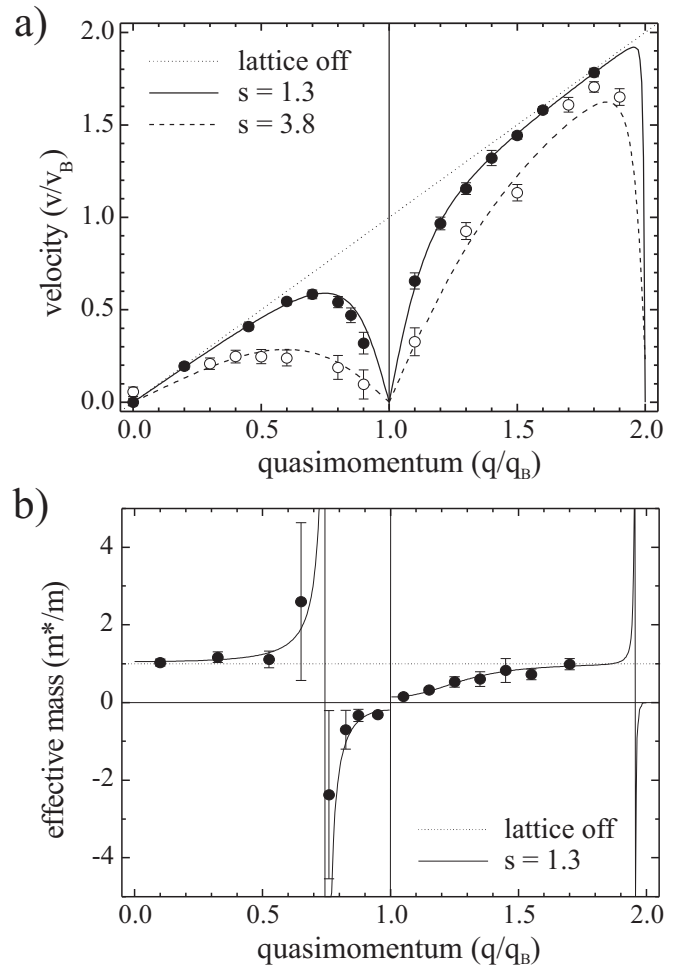 a)
2.0
1.5
1.0
0.5
0.0
velocity (v/v_B)
lattice off
s = 1.3
s = 3.8
0.0 0.5 1.0 1.5 2.0
quasimomentum (q/q_B)
b)
4
2
0
-2
-4
effective mass (m*/m)
lattice off
s = 1.3
0.0 0.5 1.0 1.5 2.0
quasimomentum (q/q_B)